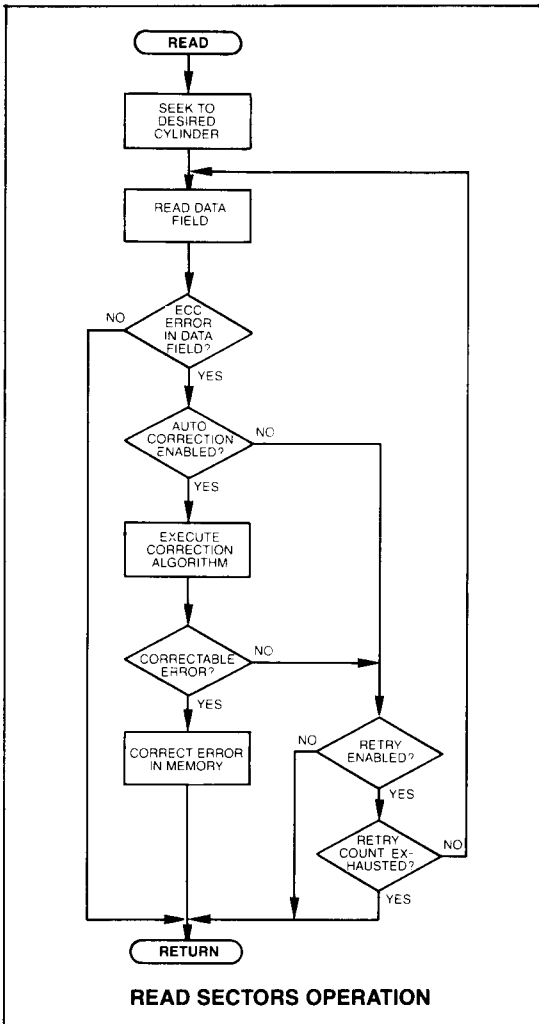 READ
SEEK TO
DESIRED
CYLINDER
READ DATA
FIELD
NO
ECC
ERROR
IN DATA
FIELD?
YES
AUTO
CORRECTION
ENABLED?
NO
YES
EXECUTE
CORRECTION
ALGORITHM
CORRECTABLE
ERROR?
NO
YES
CORRECT ERROR
IN MEMORY
NO
RETRY
ENABLED?
YES
RETRY
COUNT EX-
HAUSTED?
NO
YES
RETURN
READ SECTORS OPERATION